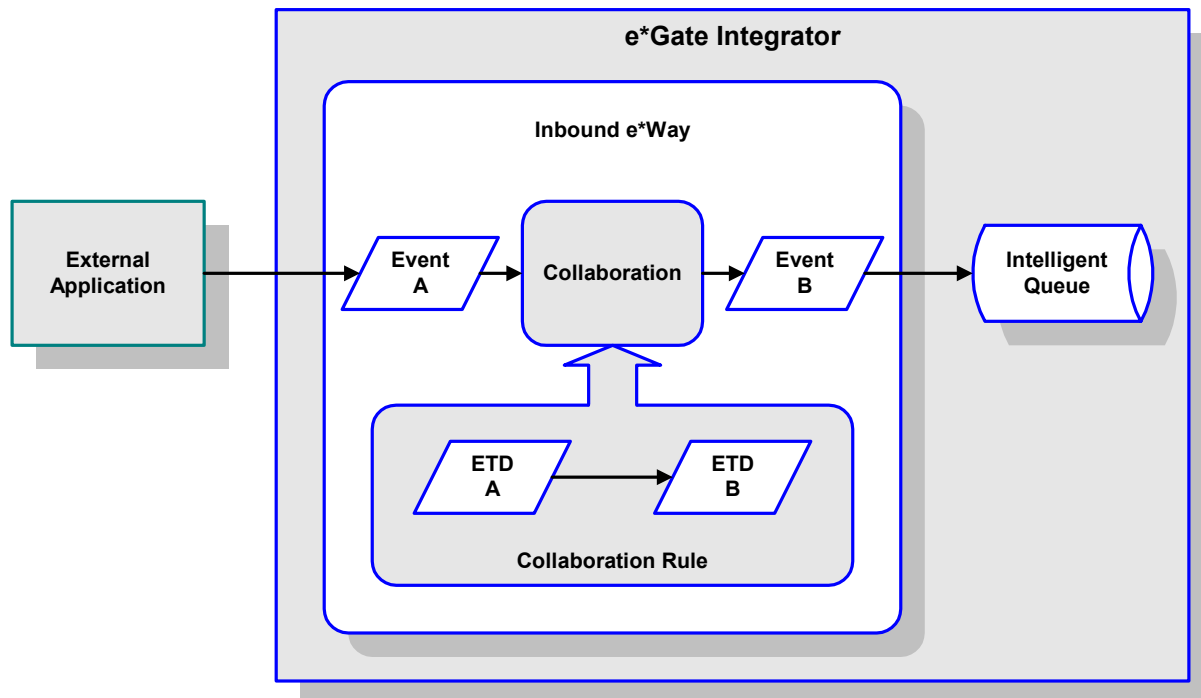 e*Gate Integrator
Inbound e*Way
External
Application
Event
A
Collaboration
Event
B
Intelligent
Queue
ETD
A
ETD
B
Collaboration Rule